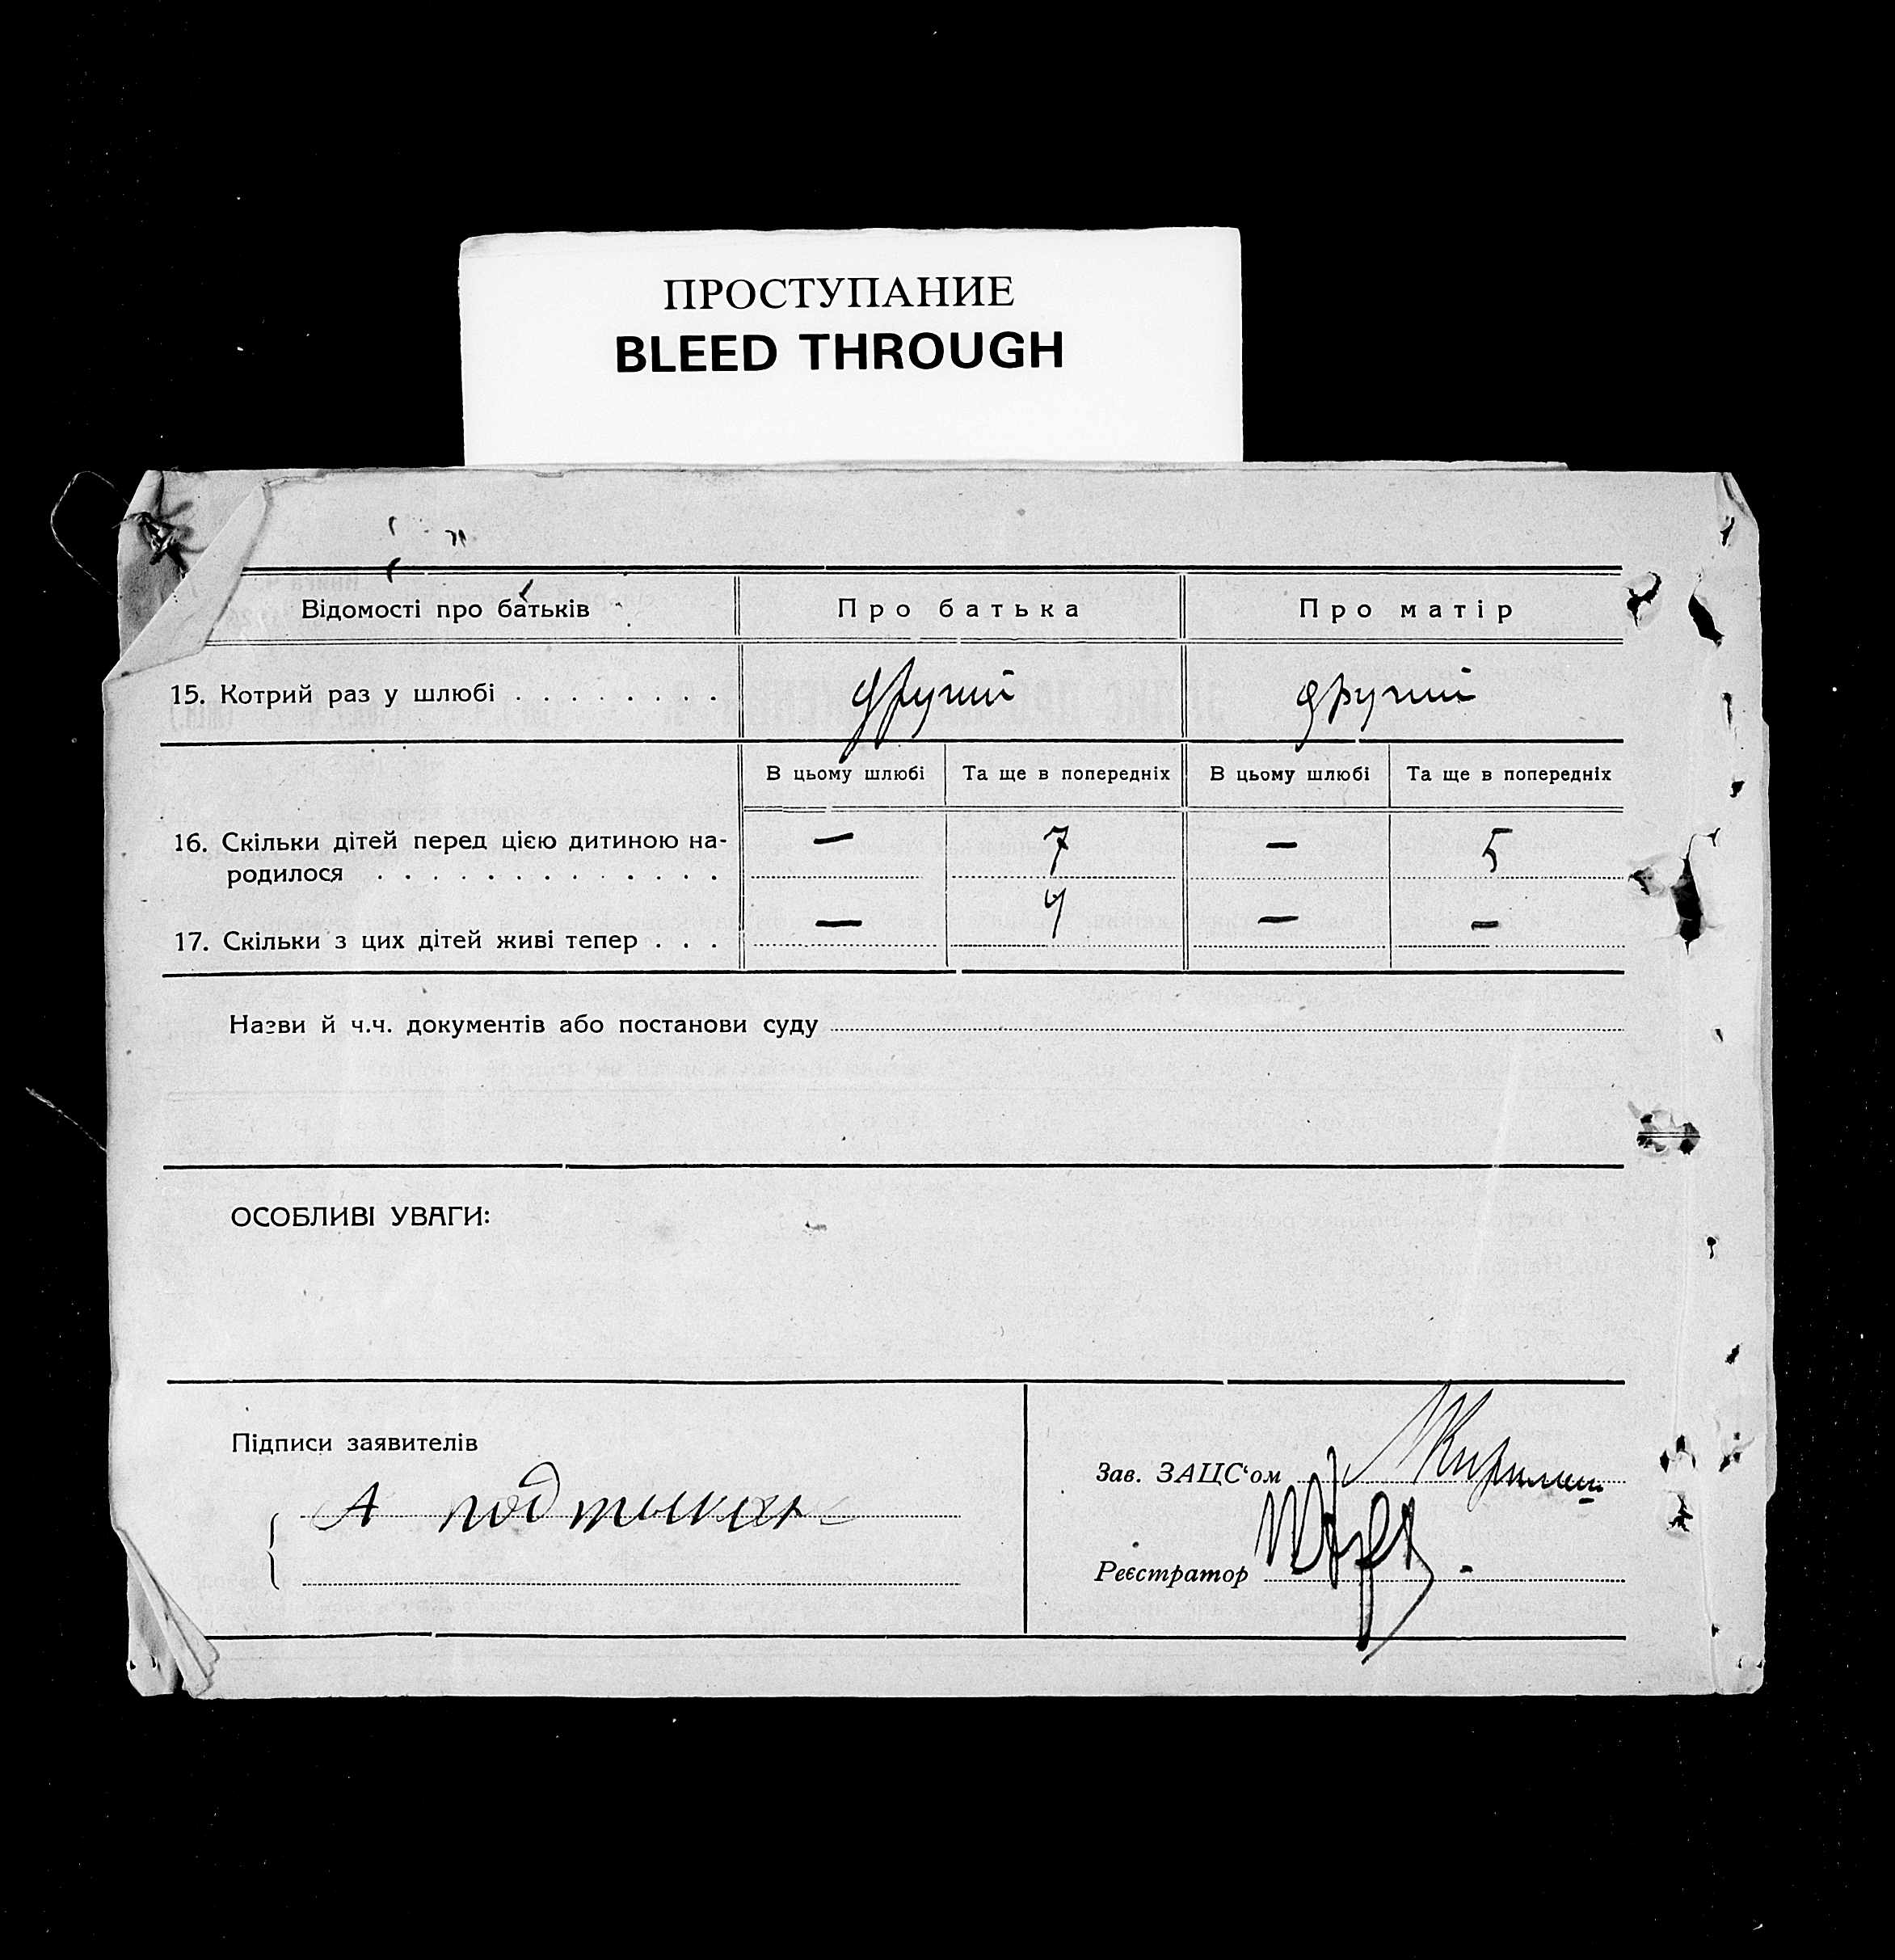 ПРОСТУПАНИЕ
BLEED THROUGH
Відомості про батьків
Про батька
Про матір
15. Котрий раз у шлюбі . . . . . . . .
другий
другий
В цьому шлюбі
Та ще в попередніх
В цьому шлюбі
Та ще в попередніх
16. Скільки дітей перед цією дитиною на-
родилося . . . . . . . . . . . . .
— 7 — 5
17. Скільки з цих дітей живі тепер . . .
— 4 — —
Назви й ч.ч. документів або постанови суду
ОСОБЛИВІ УВАГИ:
Підписи заявителів
А
Зав. ЗАЦС‘ом
Реєстратор